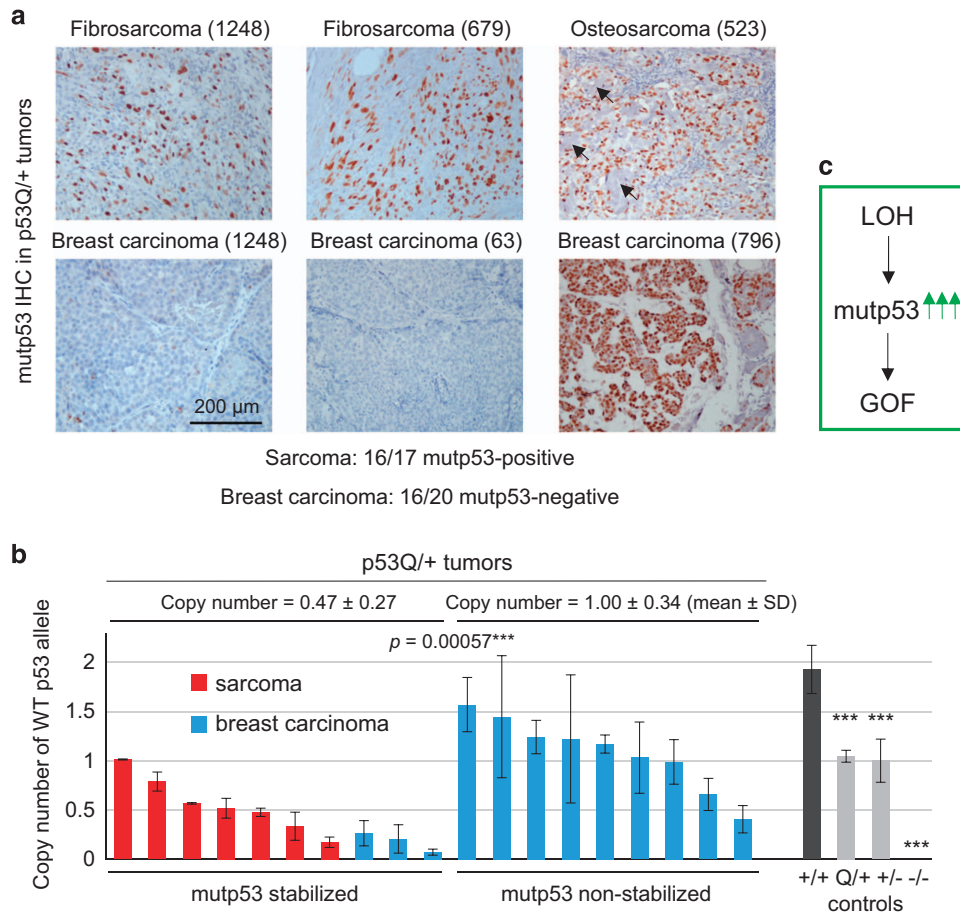 a
Fibrosarcoma (1248)
Fibrosarcoma (679)
Osteosarcoma (523)
mutp53 IHC in p53Q/+ tumors
Breast carcinoma (1248)
Breast carcinoma (63)
Breast carcinoma (796)
200 µm
Sarcoma: 16/17 mutp53-positive
Breast carcinoma: 16/20 mutp53-negative
c
LOH
mutp53
GOF
b
p53Q/+ tumors
Copy number = 0.47 ± 0.27
Copy number = 1.00 ± 0.34 (mean ± SD)
p = 0.00057***
Copy number of WT p53 allele
2
1.5
1
0.5
0
sarcoma
breast carcinoma
*** ***
***
mutp53 stabilized
mutp53 non-stabilized
+/+ Q/+ +/- -/-
controls